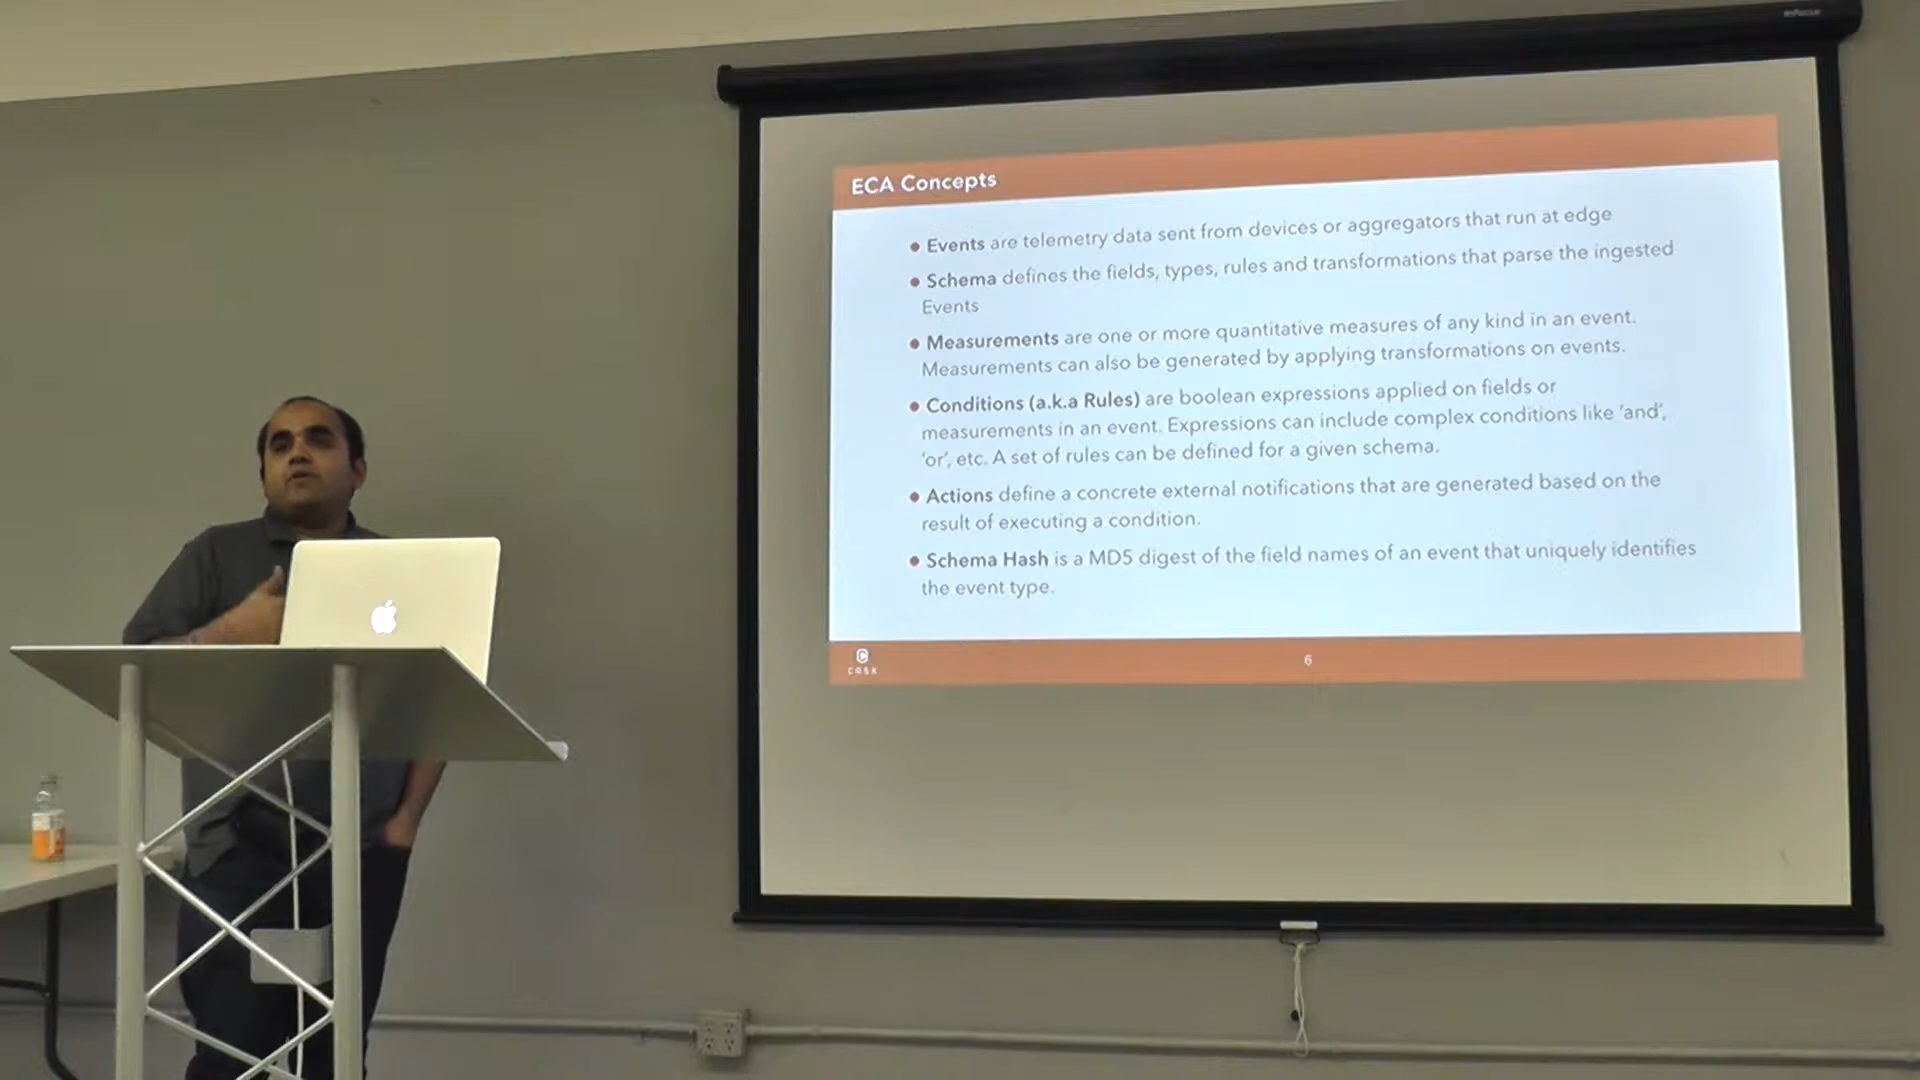 ECA Concepts
● Events are telemetry data sent from devices or aggregators that run at edge
● Schema defines the fields, types, rules and transformations that parse the ingested
Events
● Measurements are one or more quantitative measures of any kind in an event.
Measurements can also be generated by applying transformations on events.
● Conditions (a.k.a Rules) are boolean expressions applied on fields or
measurements in an event. Expressions can include complex conditions like ‘and’,
‘or’, etc. A set of rules can be defined for a given schema.
● Actions define a concrete external notifications that are generated based on the
result of executing a condition.
● Schema Hash is a MD5 digest of the field names of an event that uniquely identifies
the event type.
CASK
6